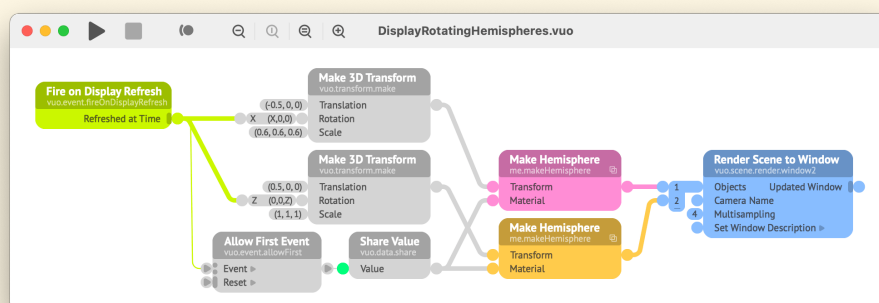 DisplayRotatingHemispheres.vuo
Make 3D Transform
vuo.transform.make
(-0.5, 0, 0) Translation
X (X,0,0) Rotation
(0.6, 0.6, 0.6) Scale
Fire on Display Refresh
vuo.event.fireOnDisplayRefresh
Refreshed at Time
Make 3D Transform
vuo.transform.make
(0.5, 0, 0) Translation
Z (0,0,Z) Rotation
(1, 1, 1) Scale
Make Hemisphere
me.makeHemisphere
Transform
Material
Render Scene to Window
vuo.scene.render.window2
1 Objects Updated Window
2 Camera Name
4 Multisampling
Set Window Description
Make Hemisphere
me.makeHemisphere
Transform
Material
Allow First Event
vuo.event.allowFirst
Event
Reset
Share Value
vuo.data.share
Value